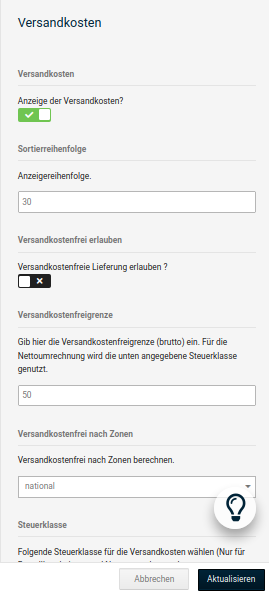 Versandkosten
Versandkosten
Anzeige der Versandkosten?
Sortierreihenfolge
Anzeigereihenfolge.
30
Versandkostenfrei erlauben
Versandkostenfreie Lieferung erlauben ?
Versandkostenfreigrenze
Gib hier die Versandkostenfreigrenze (brutto) ein. Für die
Nettoumrechnung wird die unten angegebene Steuerklasse
genutzt.
50
Versandkostenfrei nach Zonen
Versandkostenfrei nach Zonen berechnen.
national
Steuerklasse
Folgende Steuerklasse für die Versandkosten wählen (Nur für
Abbrechen
Aktualisieren